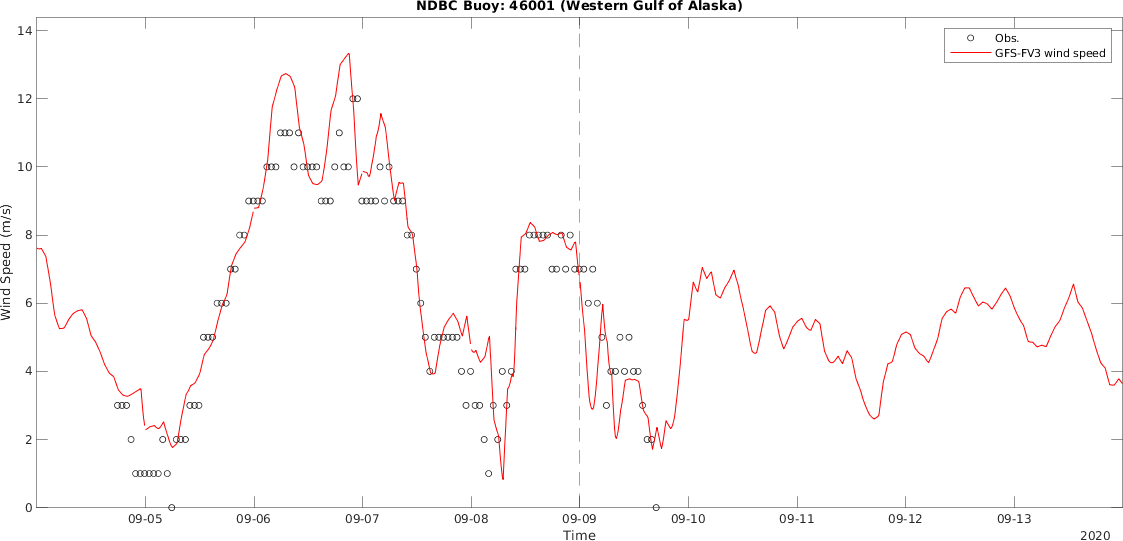 NDBC Buoy: 46001 (Western Gulf of Alaska)
14
12
10
8
6
4
2
0
Wind Speed (m/s)
Obs.
GFS-FV3 wind speed
09-05 09-06 09-07 09-08 09-09 09-10 09-11 09-12 09-13
Time
2020